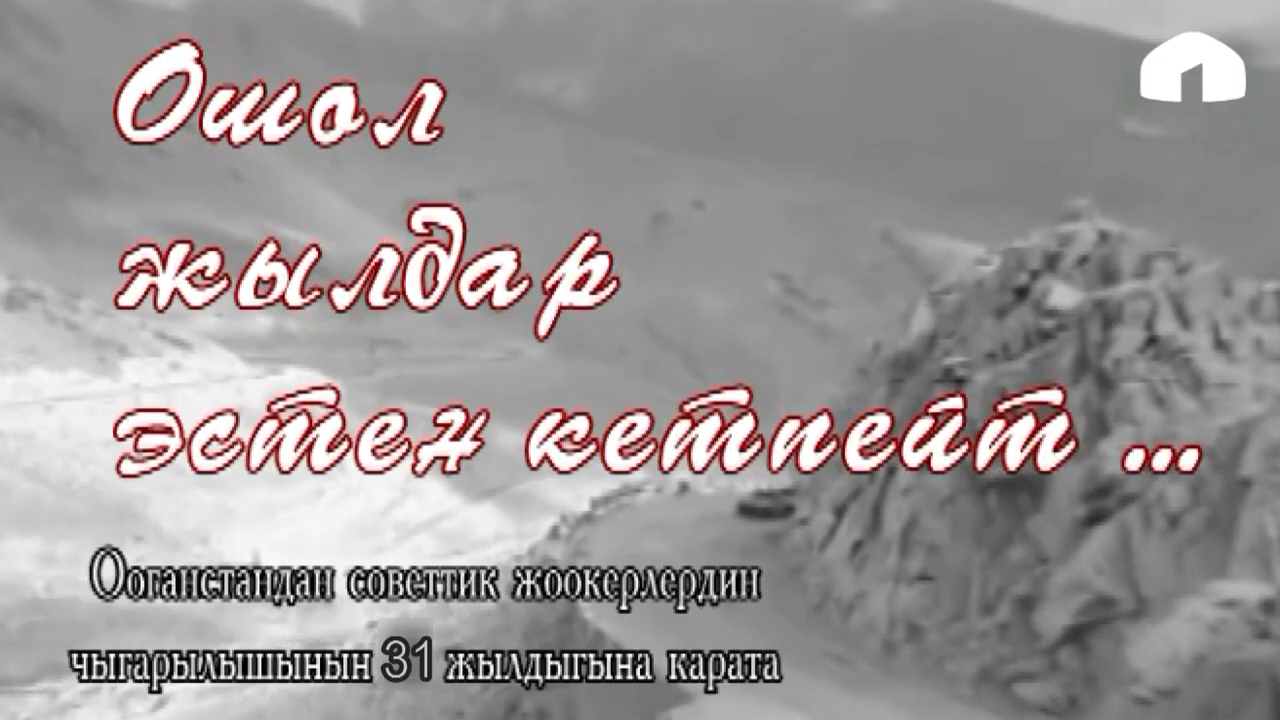 Ошол
жылдар
эстен кетпейт ...
Ооганстандан советтик жоокерлердин
чыгарылышынын 31 жылдыгына карата